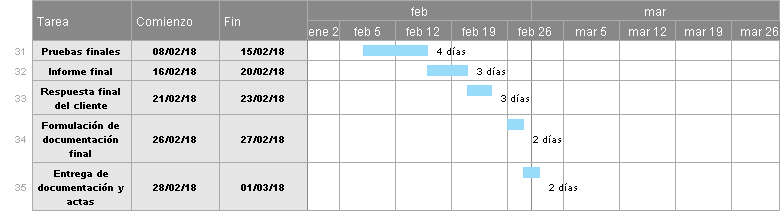 feb mar
Tarea Comienzo Fin
ene 2 feb 5 feb 12 feb 19 feb 26 mar 5 mar 12 mar 19 mar 26
31 Pruebas finales 08/02/18 15/02/18 4 días
32 Informe final 16/02/18 20/02/18 3 días
33 Respuesta final del cliente 21/02/18 23/02/18 3 días
34 Formulación de documentación final 26/02/18 27/02/18 2 días
35 Entrega de documentación y actas 28/02/18 01/03/18 2 días